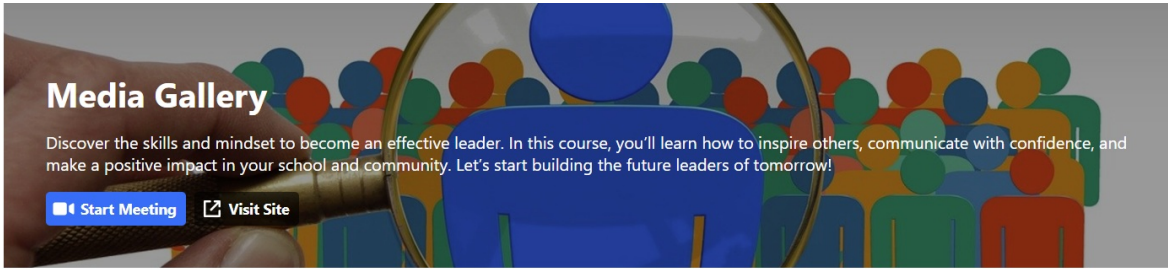 Media Gallery
Discover the skills and mindset to become an effective leader. In this course, you’ll learn how to inspire others, communicate with confidence, and
make a positive impact in your school and community. Let’s start building the future leaders of tomorrow!
Start Meeting
Visit Site